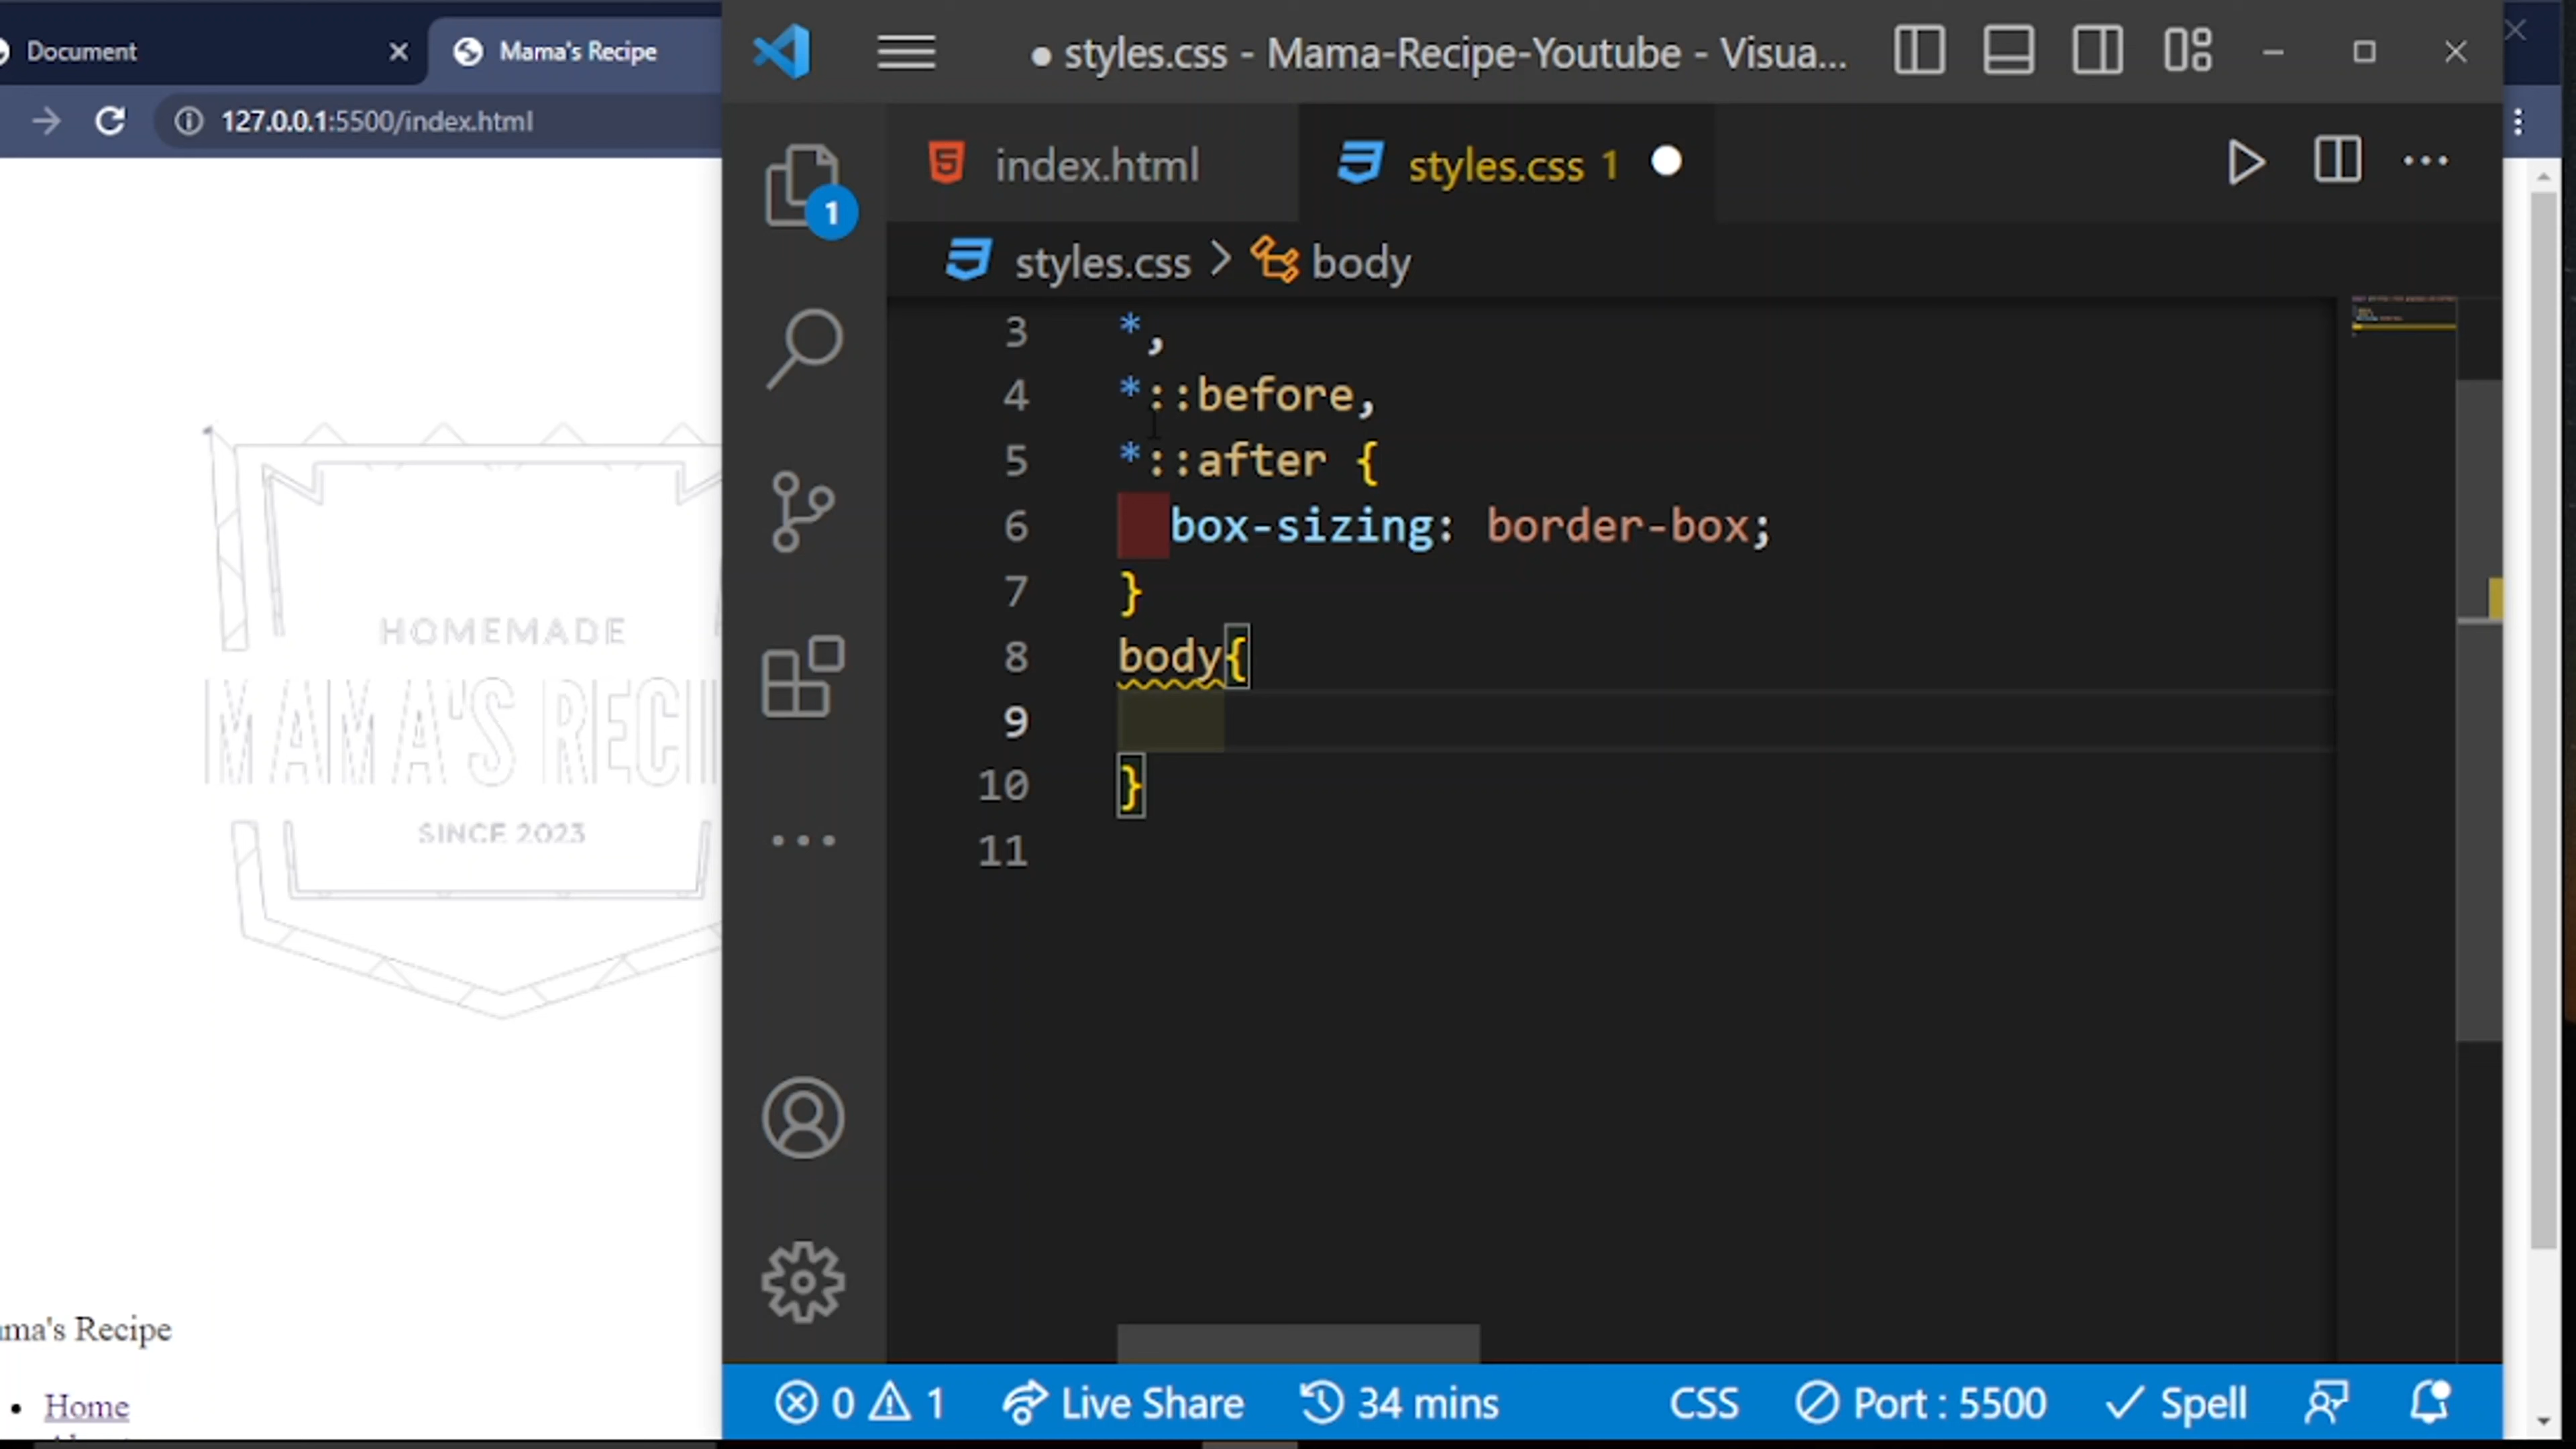 Document
Mama's Recipe
127.0.0.1:5500/index.html
HOMEMADE
MAMA'S
SINCE 2023
Recipe
Home
● styles.css - Mama-Recipe-Youtube - Visua...
1
index.html
styles.css 1
styles.css > body
3 *,
4 *::before,
5 *::after {
6 box-sizing: border-box;
7 }
8 body{
9
10 }
11
0 1 Live Share 34 mins CSS Port : 5500 Spell